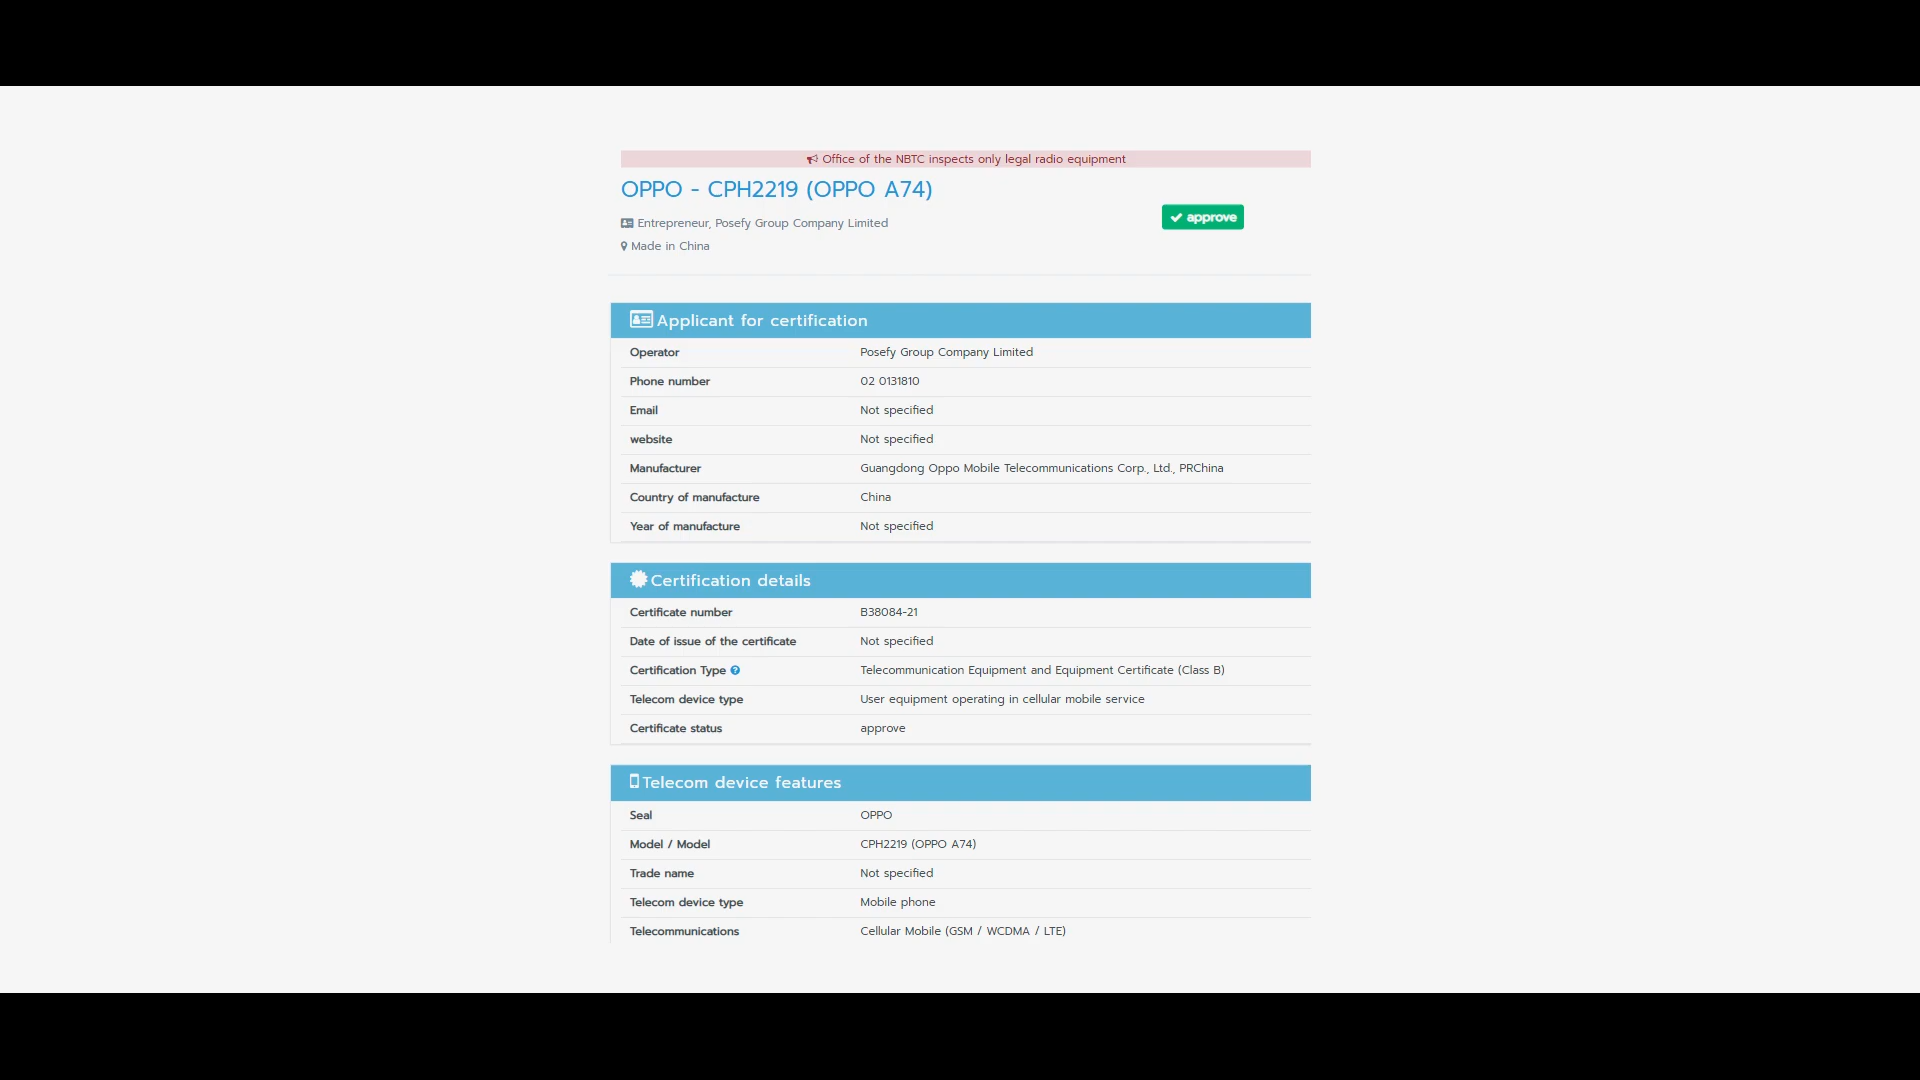 Office of the NBTC inspects only legal radio equipment
OPPO - CPH2219 (OPPO A74)
approve
Entrepreneur, Posefy Group Company Limited
Made in China
Applicant for certification
Operator Posefy Group Company Limited
Phone number 02 0131810
Email Not specified
website Not specified
Manufacturer Guangdong Oppo Mobile Telecommunications Corp., Ltd., PRChina
Country of manufacture China
Year of manufacture Not specified
Certification details
Certificate number B38084-21
Date of issue of the certificate Not specified
Certification Type Telecommunication Equipment and Equipment Certificate (Class B)
Telecom device type User equipment operating in cellular mobile service
Certificate status approve
Telecom device features
Seal OPPO
Model / Model CPH2219 (OPPO A74)
Trade name Not specified
Telecom device type Mobile phone
Telecommunications Cellular Mobile (GSM / WCDMA / LTE)